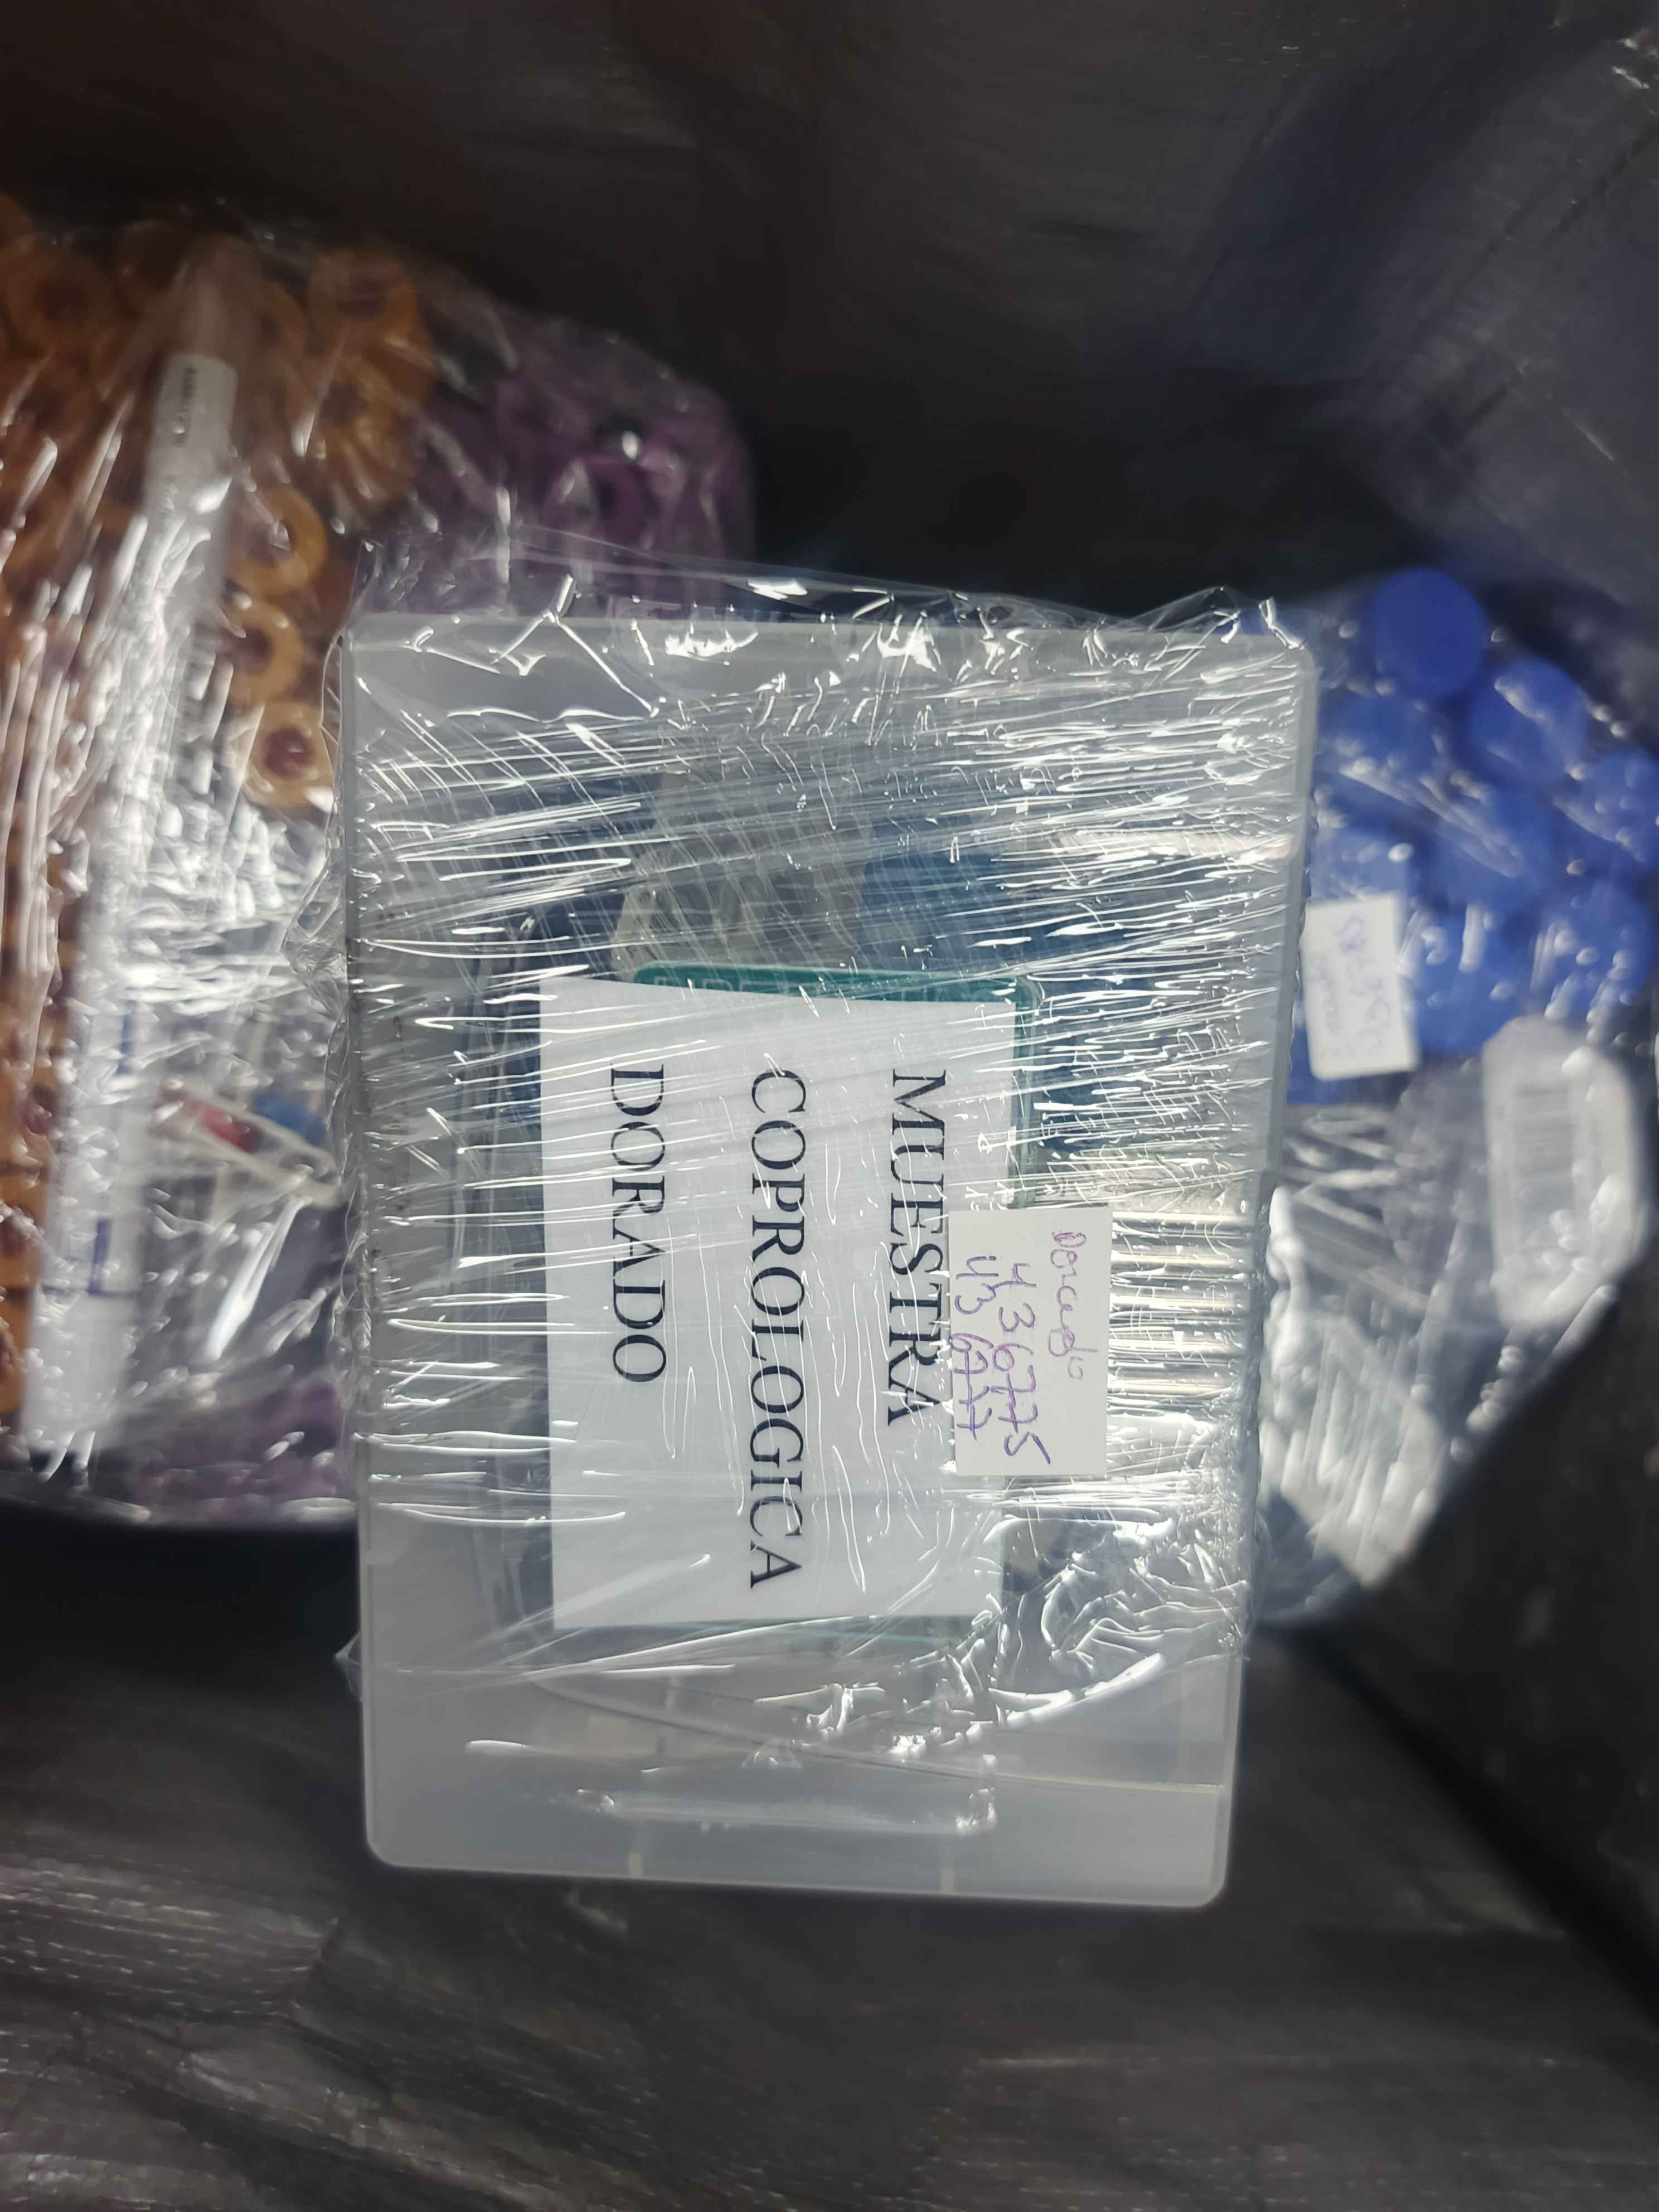 MUESTRA
COPROLOGICA
DORADO
Dorado
436775
436777